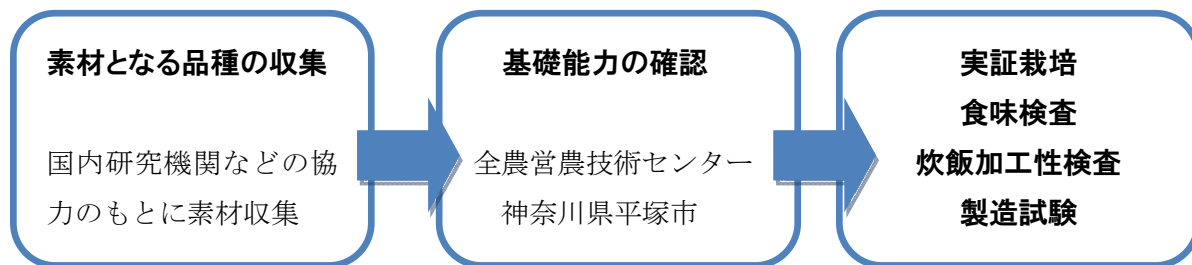 素材となる品種の収集
国内研究機関などの協
力のもとに素材収集
基礎能力の確認
全農営農技術センター
神奈川県平塚市
実証栽培
食味検査
炊飯加工性検査
製造試験